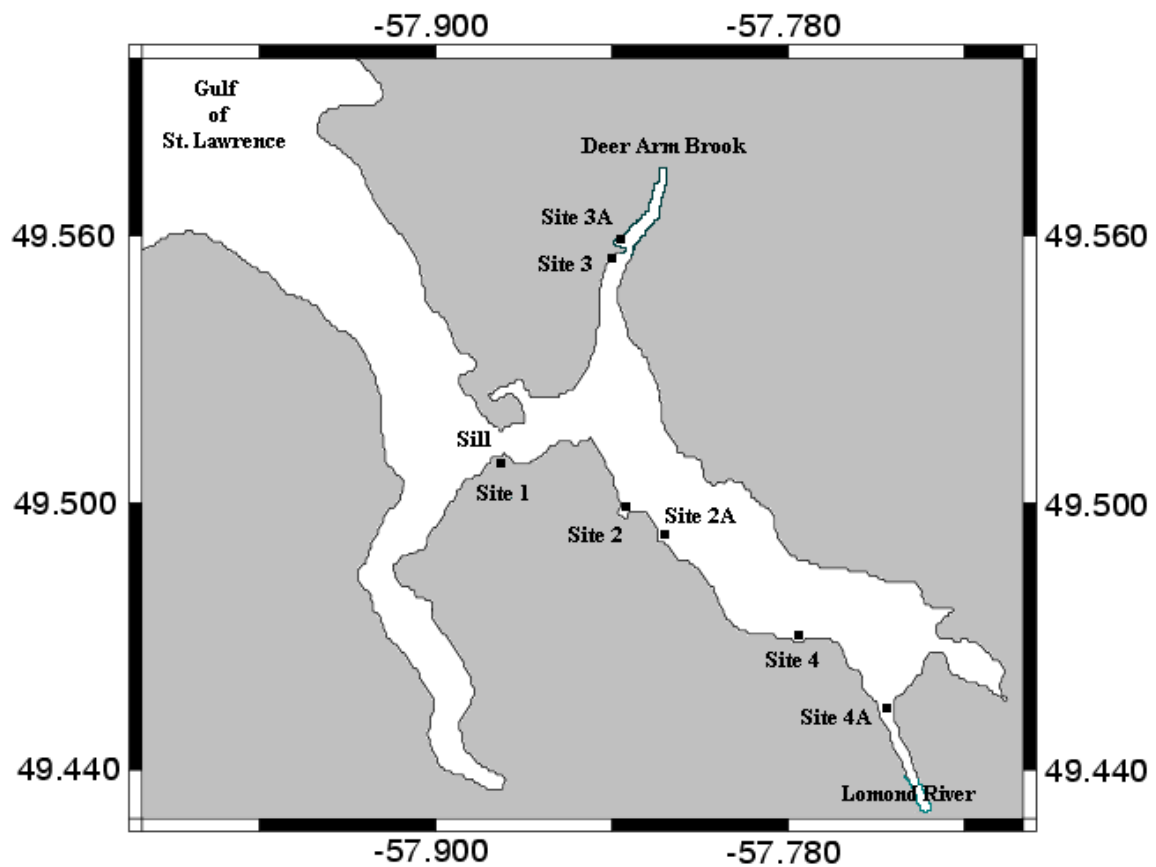 -57.900
-57.780
Gulf
of
St. Lawrence
Deer Arm Brook
Site 3A
49.560
49.560
Site 3
Sill
Site 1
49.500
49.500
Site 2A
Site 2
Site 4
Site 4A
49.440
49.440
Lomond River
-57.900
-57.780